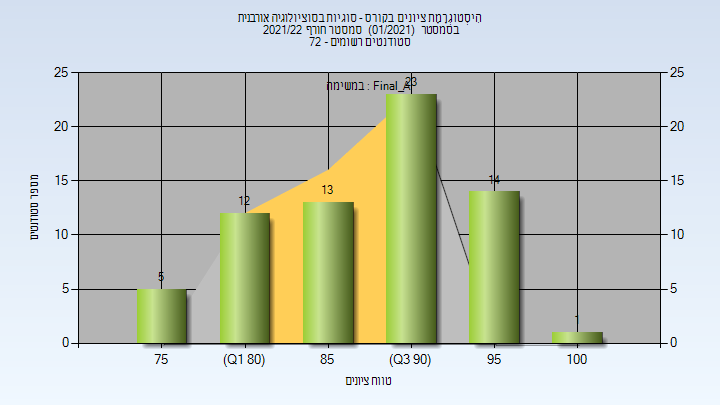 הִיסְטוֹגְרָמַת ציונים בקורס - סוגיות בסוציולוגיה אורבנית
בסמסטר (01/2021) סמסטר חורף 2021/22
סטודנטים רשומים - 72
במשימה : Final_A
25 25
20 20
15 15
10 10
5 5
0 0
5 12 13 23 14 1
75 (Q1 80) 85 (Q3 90) 95 100
מספר סטודנטים
טווח ציונים